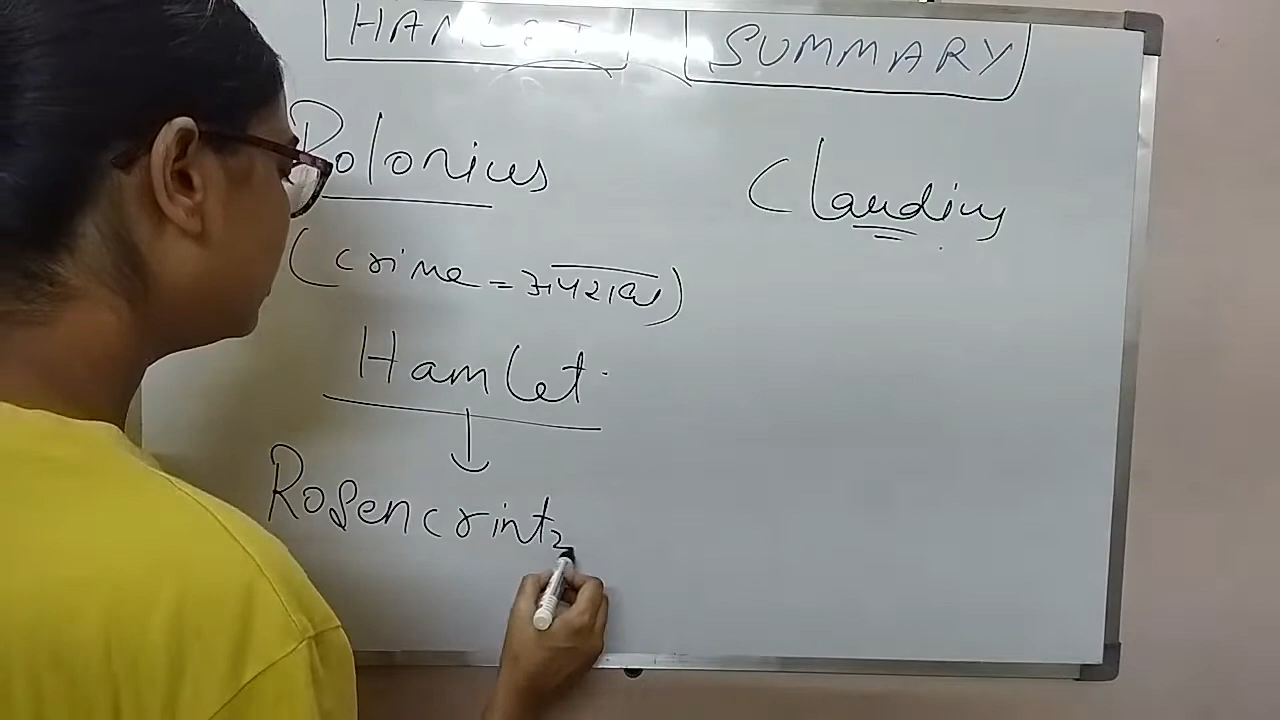 HAMLET SUMMARY
Polonius
Claudius
(crime = अपराध)
Hamlet
Rosencrintz